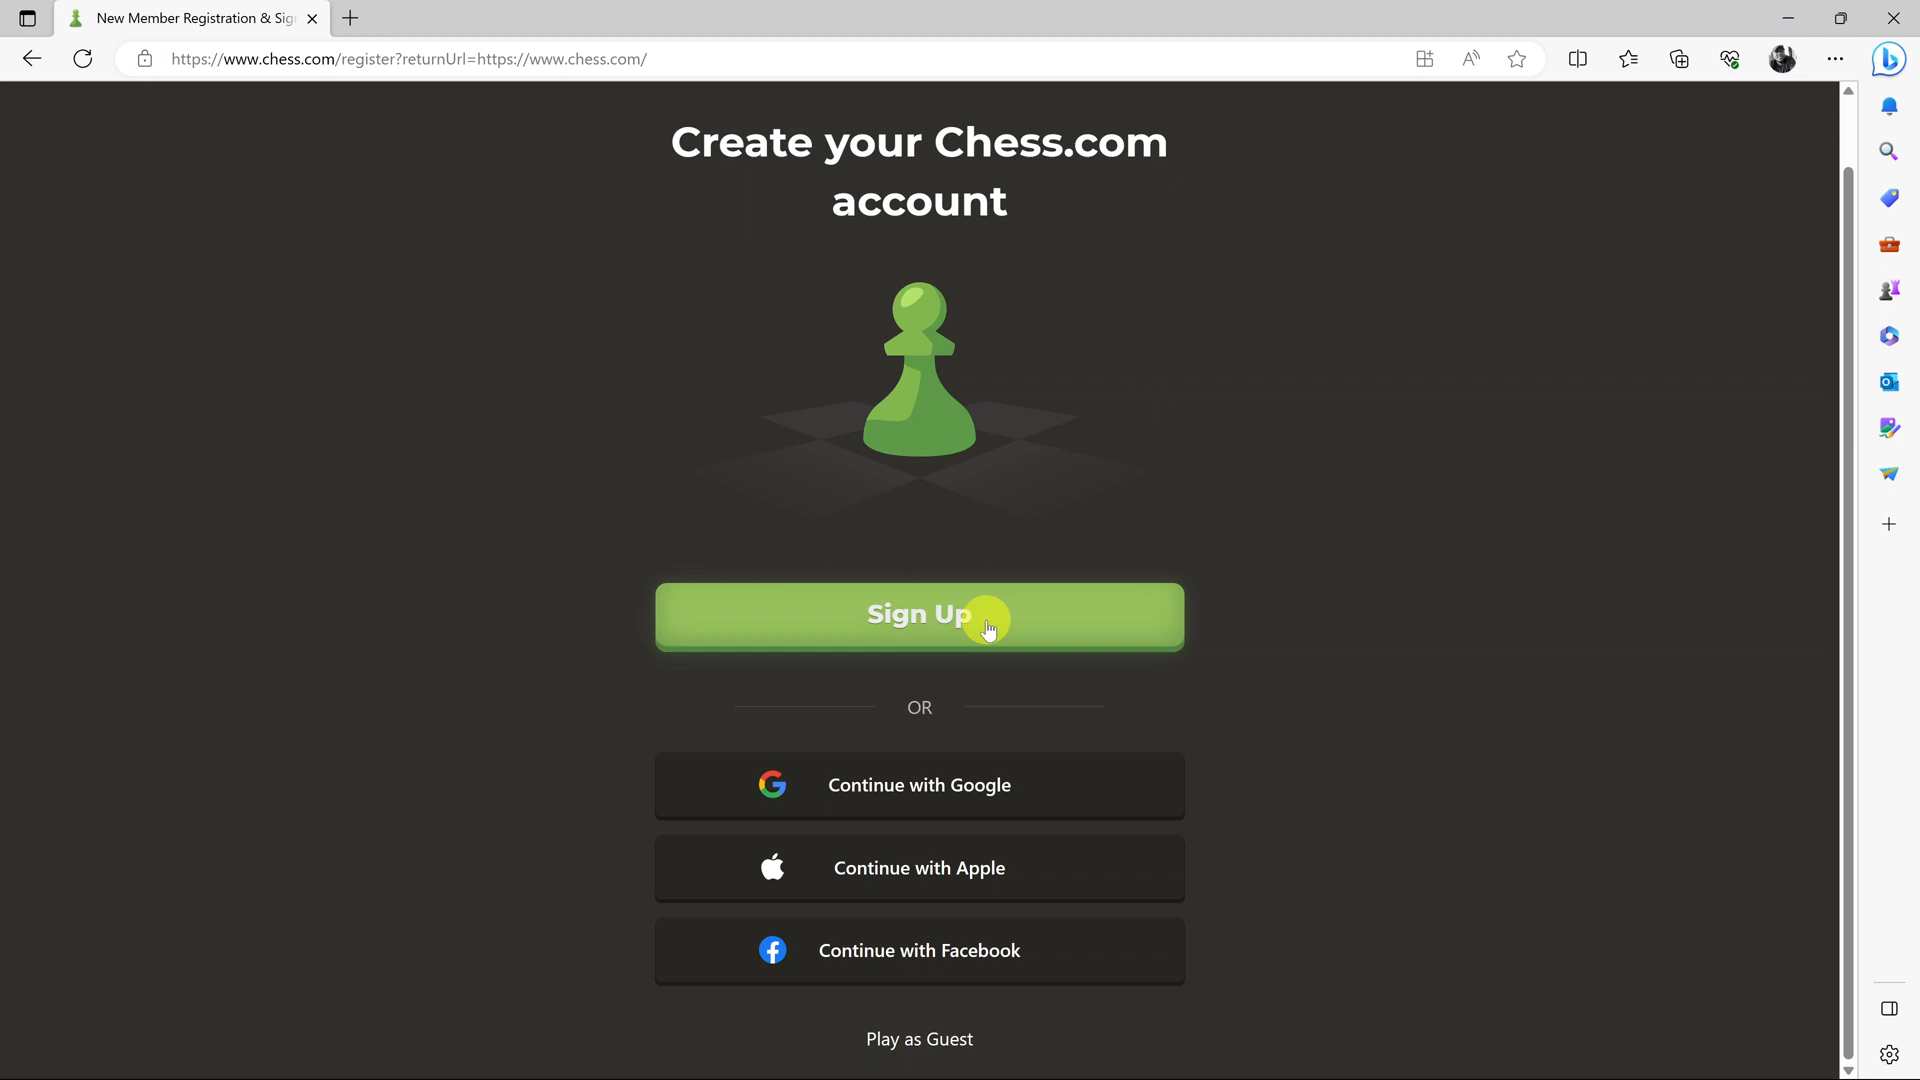 New Member Registration & Sig
https://www.chess.com/register?returnUrl=https://www.chess.com/
Create your Chess.com
account
Sign Up
OR
Continue with Google
Continue with Apple
Continue with Facebook
Play as Guest